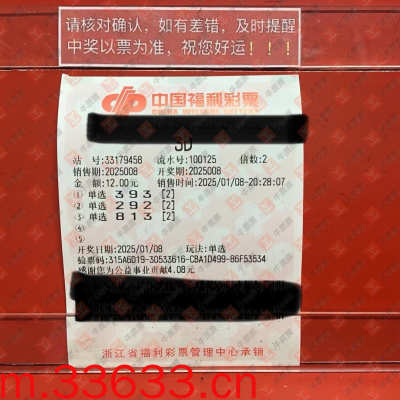 请核对确认，如有差错，及时提醒
中奖以票为准，祝您好运！！！
中国福利彩票
CHINA WELFARE LOTTERY
3D
站 号:33179458 流水号:100125 倍数:2
销售期:2025008 开奖期:2025008
金 额:12.00元 销售时间:2025/01/08-20:28:07
① 单选 3 9 3 [2]
② 单选 2 9 2 [2]
③ 单选 8 1 3 [2]
④
⑤
开奖日期:2025/01/08 玩法:单选
验票码:315A6D19-30533616-C8A1D499-86F53534
感谢您为公益事业贡献4.08元
浙江省福利彩票管理中心承销
m.33633.cn